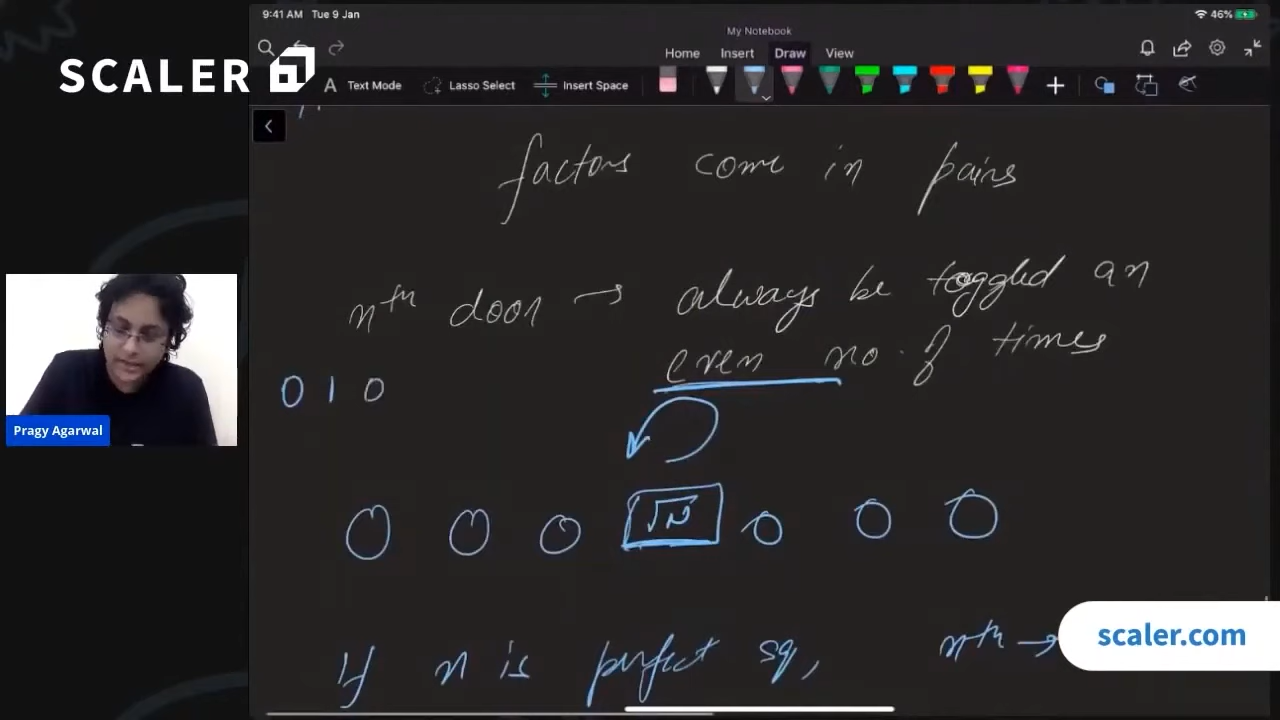 9:41 AM Tue 9 Jan
46%
My Notebook
Home Insert Draw View
SCALER
A Text Mode Lasso Select Insert Space
factors come in pairs
nth door → always be toggled an
even no. of times
0 1 0
Pragy Agarwal
√N
scaler.com
If n is perfect sq, nth →